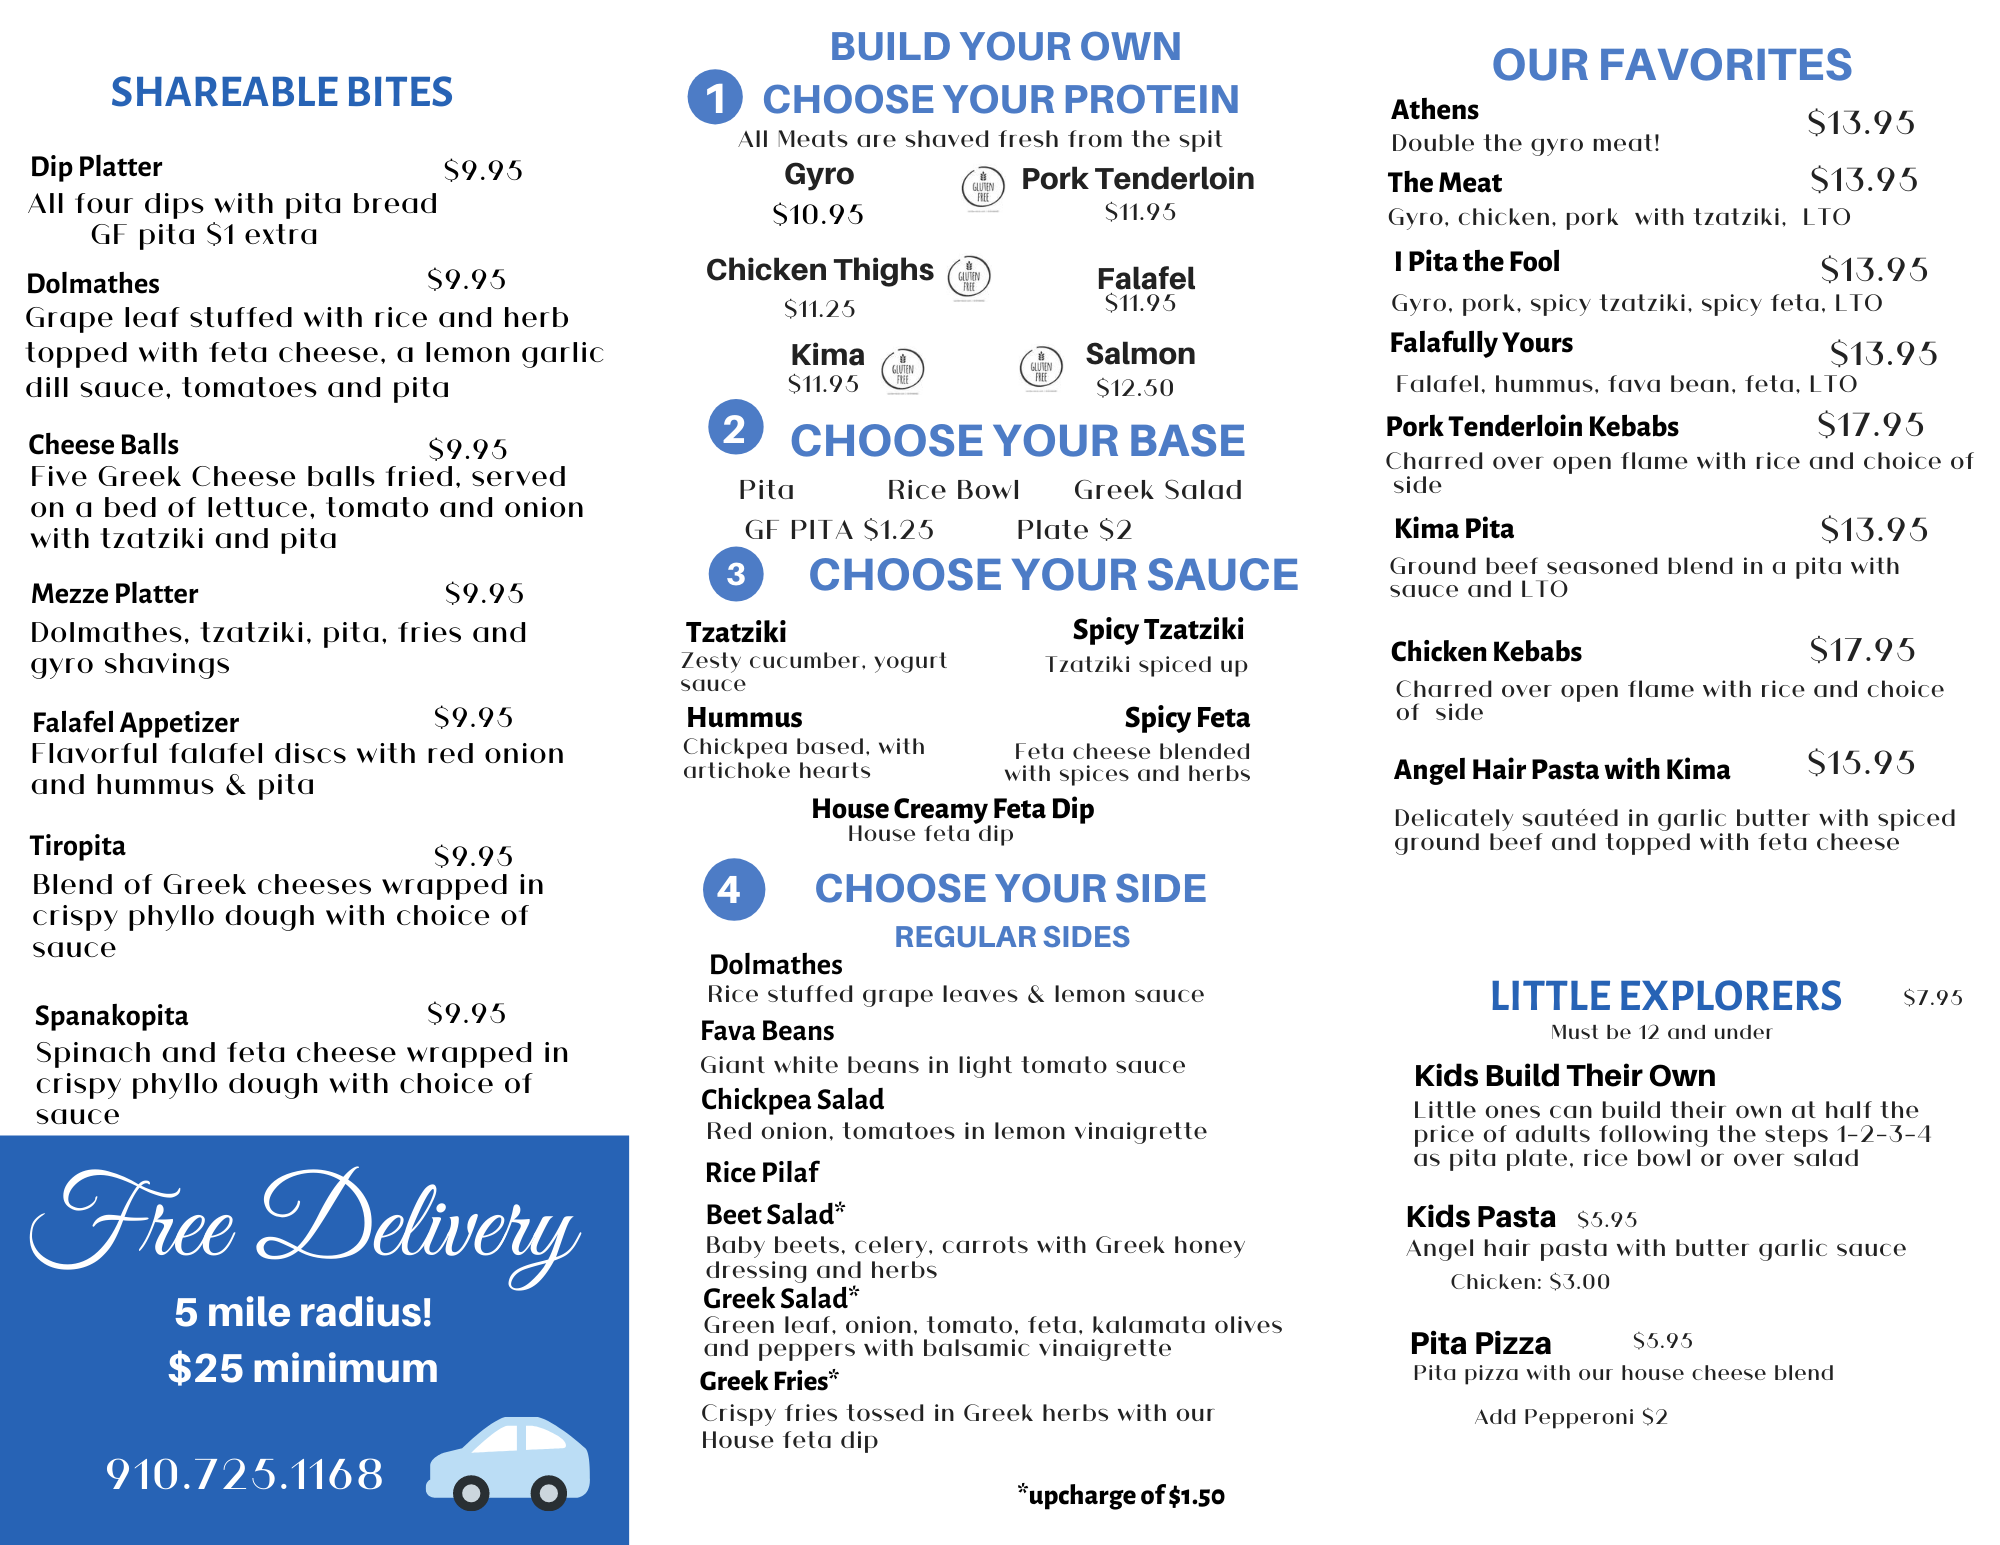 SHAREABLE BITES
Dip Platter $9.95
All four dips with pita bread
GF pita $1 extra
Dolmathes $9.95
Grape leaf stuffed with rice and herb
topped with feta cheese, a lemon garlic
dill sauce, tomatoes and pita
Cheese Balls $9.95
Five Greek Cheese balls fried, served
on a bed of lettuce, tomato and onion
with tzatziki and pita
Mezze Platter $9.95
Dolmathes, tzatziki, pita, fries and
gyro shavings
Falafel Appetizer $9.95
Flavorful falafel discs with red onion
and hummus & pita
Tiropita $9.95
Blend of Greek cheeses wrapped in
crispy phyllo dough with choice of
sauce
Spanakopita $9.95
Spinach and feta cheese wrapped in
crispy phyllo dough with choice of
sauce
Free Delivery
5 mile radius!
$25 minimum
910.725.1168
BUILD YOUR OWN
1 CHOOSE YOUR PROTEIN
All Meats are shaved fresh from the spit
Gyro GLUTEN FREE Pork Tenderloin
$10.95 $11.95
Chicken Thighs GLUTEN FREE Falafel
$11.25 $11.95
Kima GLUTEN FREE GLUTEN FREE Salmon
$11.95 $12.50
2 CHOOSE YOUR BASE
Pita Rice Bowl Greek Salad
GF PITA $1.25 Plate $2
3 CHOOSE YOUR SAUCE
Tzatziki
Zesty cucumber, yogurt
sauce
Spicy Tzatziki
Tzatziki spiced up
Hummus
Chickpea based, with
artichoke hearts
Spicy Feta
Feta cheese blended
with spices and herbs
House Creamy Feta Dip
House feta dip
4 CHOOSE YOUR SIDE
REGULAR SIDES
Dolmathes
Rice stuffed grape leaves & lemon sauce
Fava Beans
Giant white beans in light tomato sauce
Chickpea Salad
Red onion, tomatoes in lemon vinaigrette
Rice Pilaf
Beet Salad*
Baby beets, celery, carrots with Greek honey
dressing and herbs
Greek Salad*
Green leaf, onion, tomato, feta, kalamata olives
and peppers with balsamic vinaigrette
Greek Fries*
Crispy fries tossed in Greek herbs with our
House feta dip
*upcharge of $1.50
OUR FAVORITES
Athens $13.95
Double the gyro meat!
The Meat $13.95
Gyro, chicken, pork with tzatziki, LTO
I Pita the Fool $13.95
Gyro, pork, spicy tzatziki, spicy feta, LTO
Falafully Yours $13.95
Falafel, hummus, fava bean, feta, LTO
Pork Tenderloin Kebabs $17.95
Charred over open flame with rice and choice of
side
Kima Pita $13.95
Ground beef seasoned blend in a pita with
sauce and LTO
Chicken Kebabs $17.95
Charred over open flame with rice and choice
of side
Angel Hair Pasta with Kima $15.95
Delicately sautéed in garlic butter with spiced
ground beef and topped with feta cheese
LITTLE EXPLORERS $7.95
Must be 12 and under
Kids Build Their Own
Little ones can build their own at half the
price of adults following the steps 1-2-3-4
as pita plate, rice bowl or over salad
Kids Pasta $5.95
Angel hair pasta with butter garlic sauce
Chicken: $3.00
Pita Pizza $5.95
Pita pizza with our house cheese blend
Add Pepperoni $2